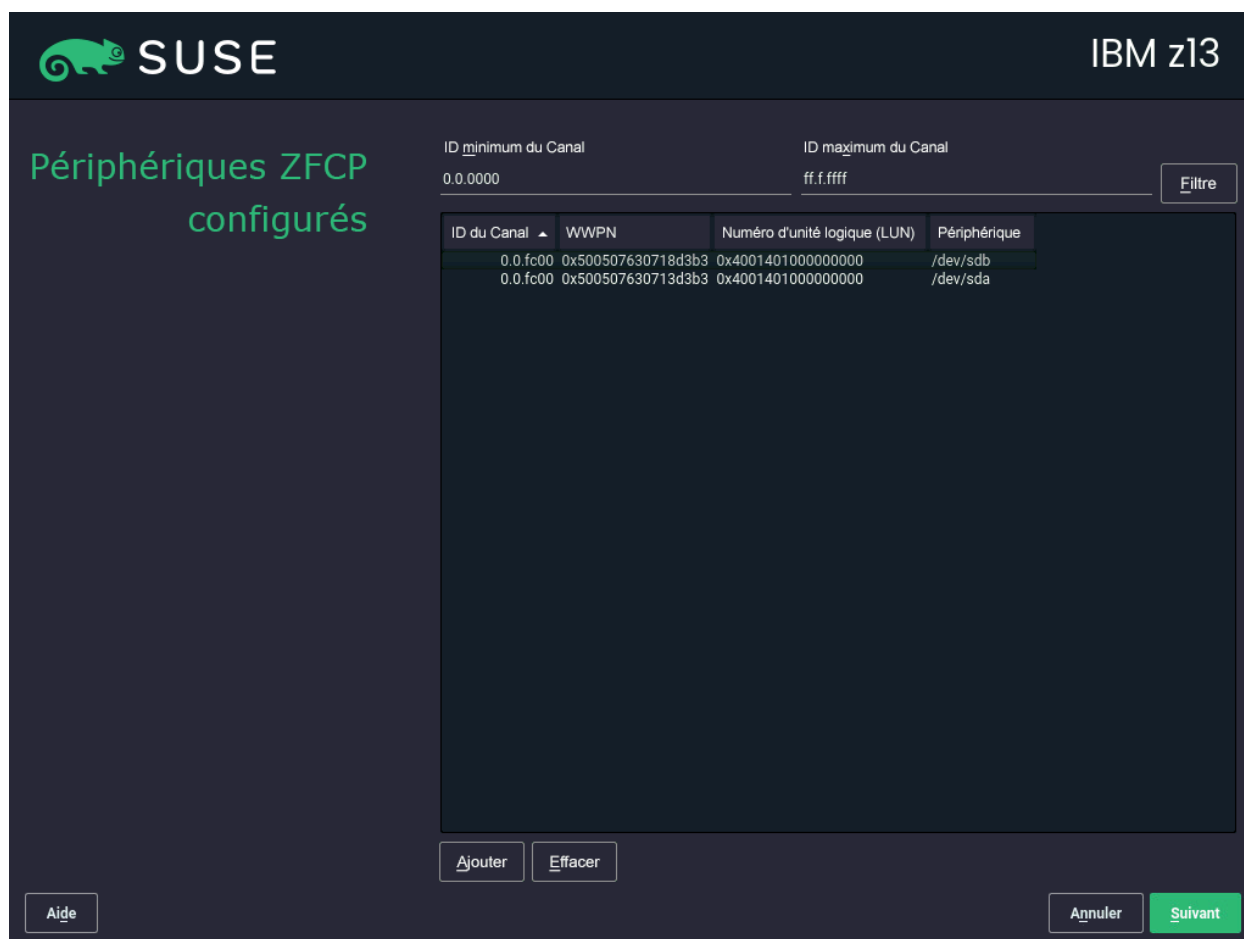 SUSE
IBM z13
Périphériques ZFCP
configurés
ID minimum du Canal
ID maximum du Canal
0.0.0000
ff.f.ffff
Filtre
ID du Canal WWPN Numéro d'unité logique (LUN) Périphérique
0.0.fc00 0x500507630718d3b3 0x4001401000000000 /dev/sdb
0.0.fc00 0x500507630713d3b3 0x4001401000000000 /dev/sda
Ajouter
Effacer
Aide
Annuler
Suivant